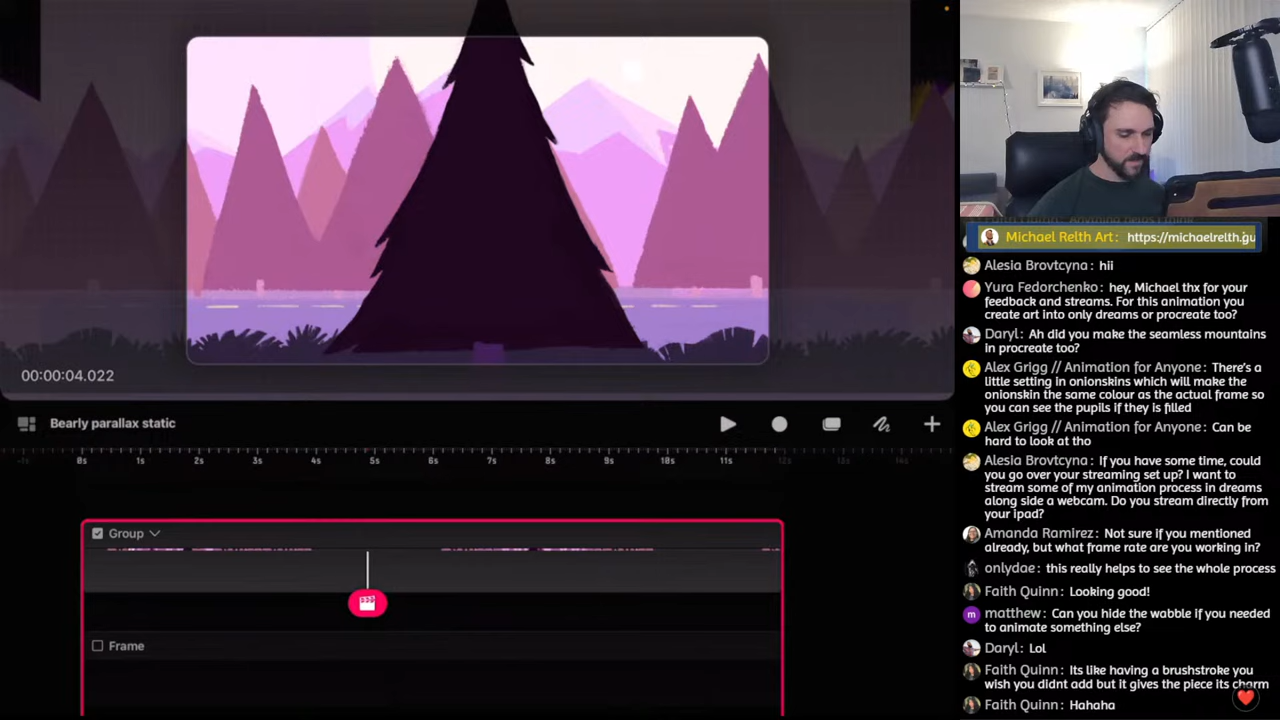 00:00:04.022
Bearly parallax static
0s 1s 2s 3s 4s 5s 6s 7s 8s 9s 10s 11s 12s 13s 14s
Group
Frame
Michael Relth Art: https://michaelrelth.gu
Alesia Brovtcyna: hii
Yura Fedorchenko: hey, Michael thx for your
feedback and streams. For this animation you
create art into only dreams or procreate too?
Daryl: Ah did you make the seamless mountains
in procreate too?
Alex Grigg // Animation for Anyone: There's a
little setting in onionskins which will make the
onionskin the same colour as the actual frame so
you can see the pupils if they is filled
Alex Grigg // Animation for Anyone: Can be
hard to look at tho
Alesia Brovtcyna: If you have some time, could
you go over your streaming set up? I want to
stream some of my animation process in dreams
along side a webcam. Do you stream directly from
your ipad?
Amanda Ramirez: Not sure if you mentioned
already, but what frame rate are you working in?
onlydae: this really helps to see the whole process
Faith Quinn: Looking good!
m
matthew: Can you hide the wabble if you needed
to animate something else?
Daryl: Lol
Faith Quinn: Its like having a brushstroke you
wish you didnt add but it gives the piece its charm
Faith Quinn: Hahaha